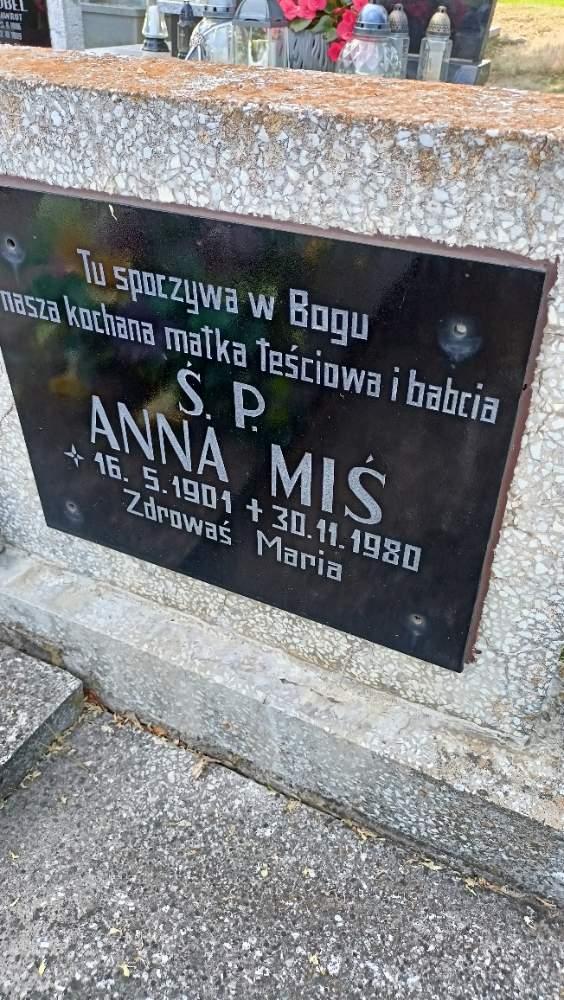 Tu spoczywa w Bogu
nasza kochana matka teściowa i babcia
Ś. P.
ANNA MIŚ
16. 5. 1901 + 30. 11. 1980
Zdrowaś Maria